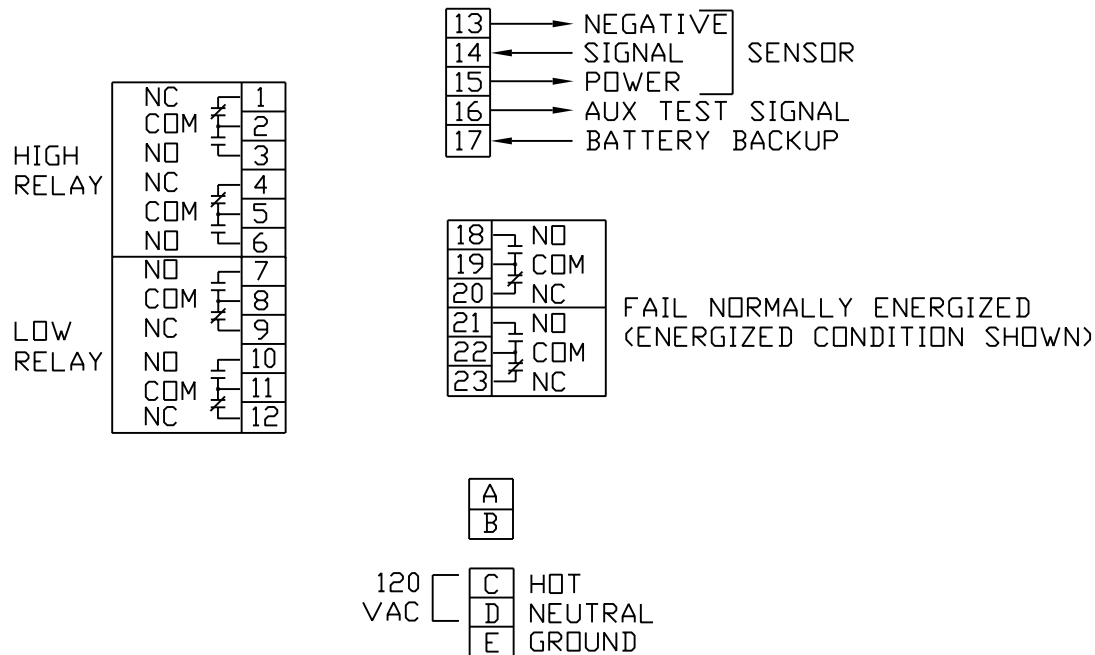 13 NEGATIVE
14 SIGNAL SENSOR
15 POWER
16 AUX TEST SIGNAL
17 BATTERY BACKUP
HIGH
RELAY
NC 1
COM 2
NO 3
NC 4
COM 5
NO 6
LOW
RELAY
NO 7
COM 8
NC 9
NO 10
COM 11
NC 12
18 NO
19 COM
20 NC
21 NO
22 COM
23 NC
FAIL NORMALLY ENERGIZED
(ENERGIZED CONDITION SHOWN)
A
B
120
VAC
C HOT
D NEUTRAL
E GROUND